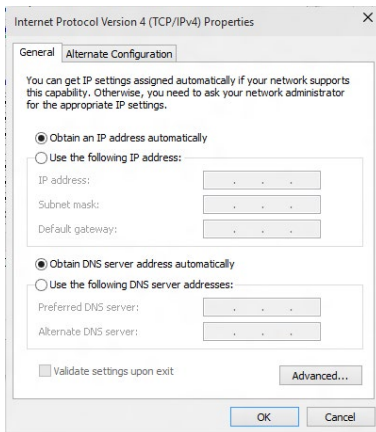 Internet Protocol Version 4 (TCP/IPv4) Properties
General
Alternate Configuration
You can get IP settings assigned automatically if your network supports
this capability. Otherwise, you need to ask your network administrator
for the appropriate IP settings.
Obtain an IP address automatically
Use the following IP address:
IP address:
Subnet mask:
Default gateway:
Obtain DNS server address automatically
Use the following DNS server addresses:
Preferred DNS server:
Alternate DNS server:
Validate settings upon exit
Advanced...
OK
Cancel